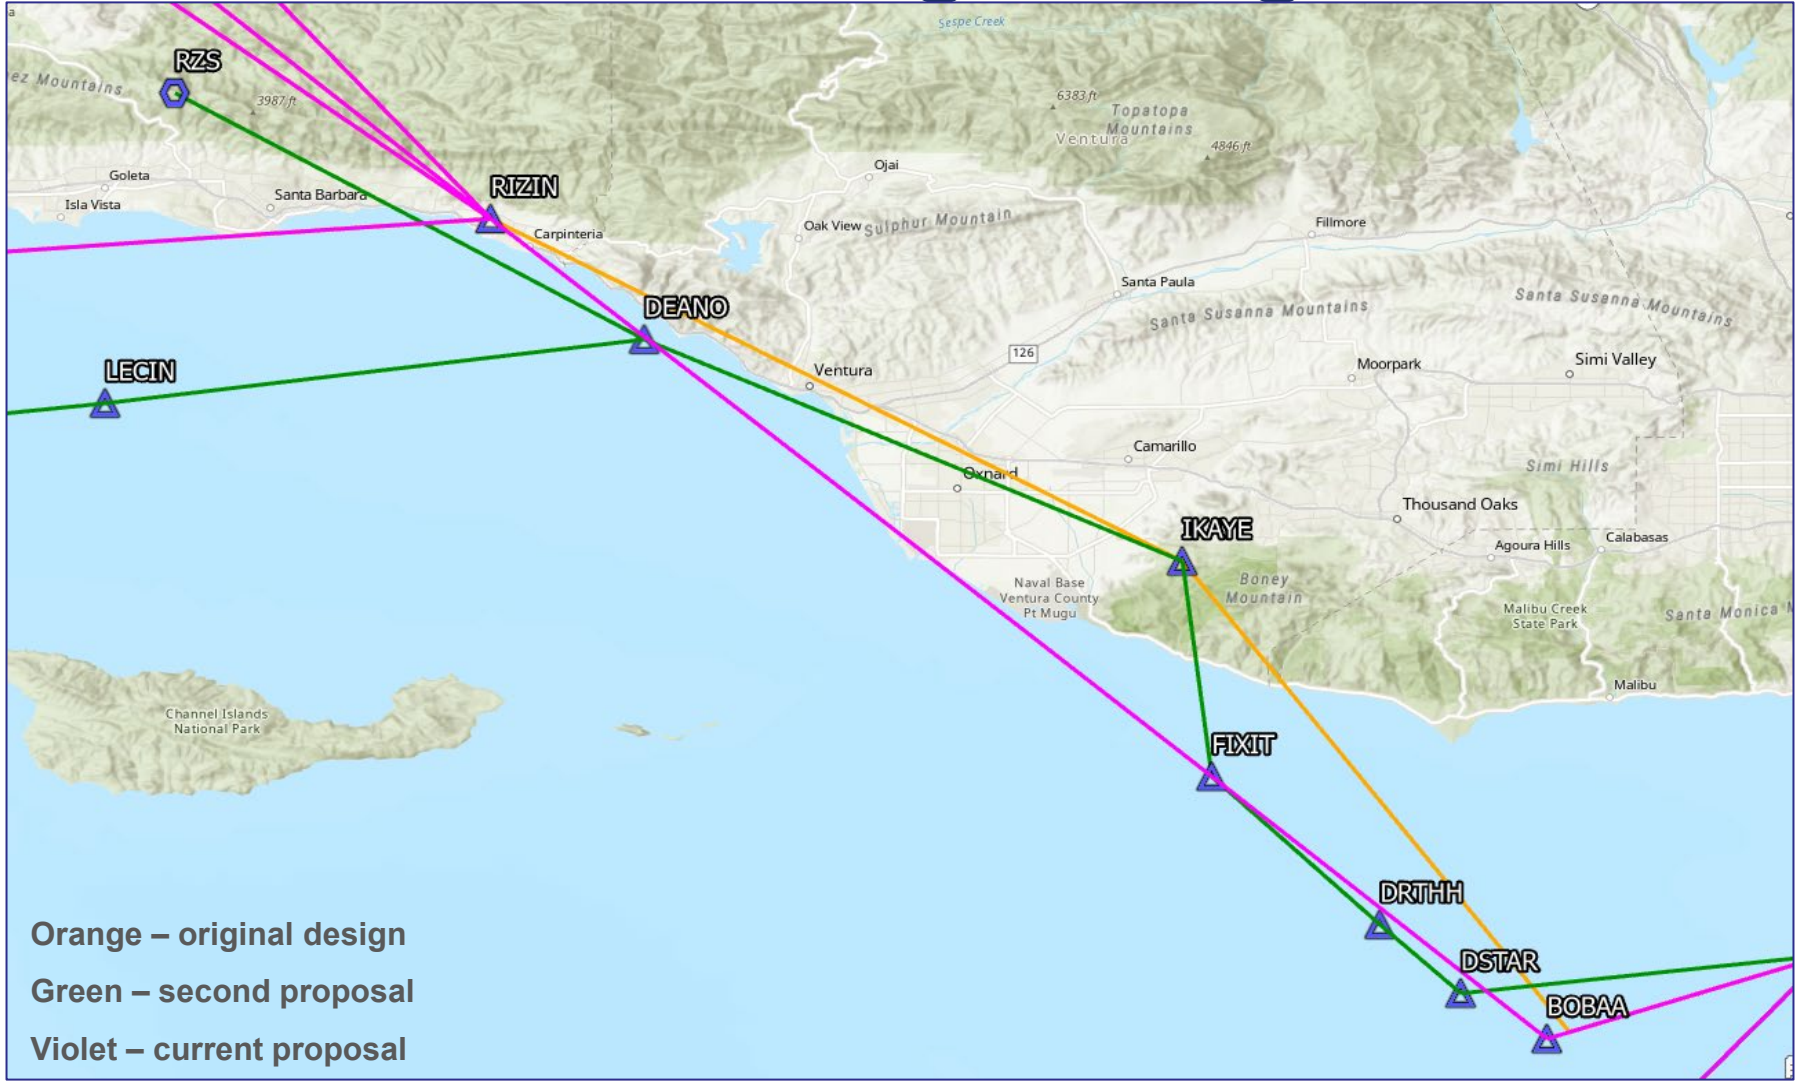 Sespe Creek
RZS
ez Mountains
3987 ft
6383 ft
Topatopa
Mountains
Ventura
4846 ft
Goleta
Isla Vista
Santa Barbara
RIZIN
Carpinteria
Ojai
Oak View
Sulphur Mountain
Fillmore
Santa Paula
Santa Susanna Mountains
Santa Susanna Mountains
DEANO
LECIN
126
Ventura
Moorpark
Simi Valley
Camarillo
Oxnard
Simi Hills
Thousand Oaks
IKAYE
Agoura Hills
Calabasas
Naval Base
Ventura County
Pt Mugu
Boney
Mountain
Malibu Creek
State Park
Santa Monica M
Malibu
Channel Islands
National Park
FIXIT
DRTHH
DSTAR
BOBAA
Orange – original design
Green – second proposal
Violet – current proposal